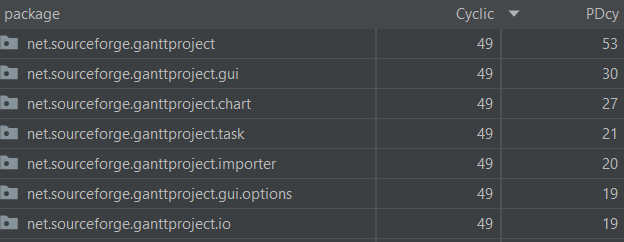 package Cyclic PDcy
net.sourceforge.ganttproject 49 53
net.sourceforge.ganttproject.gui 49 30
net.sourceforge.ganttproject.chart 49 27
net.sourceforge.ganttproject.task 49 21
net.sourceforge.ganttproject.importer 49 20
net.sourceforge.ganttproject.gui.options 49 19
net.sourceforge.ganttproject.io 49 19